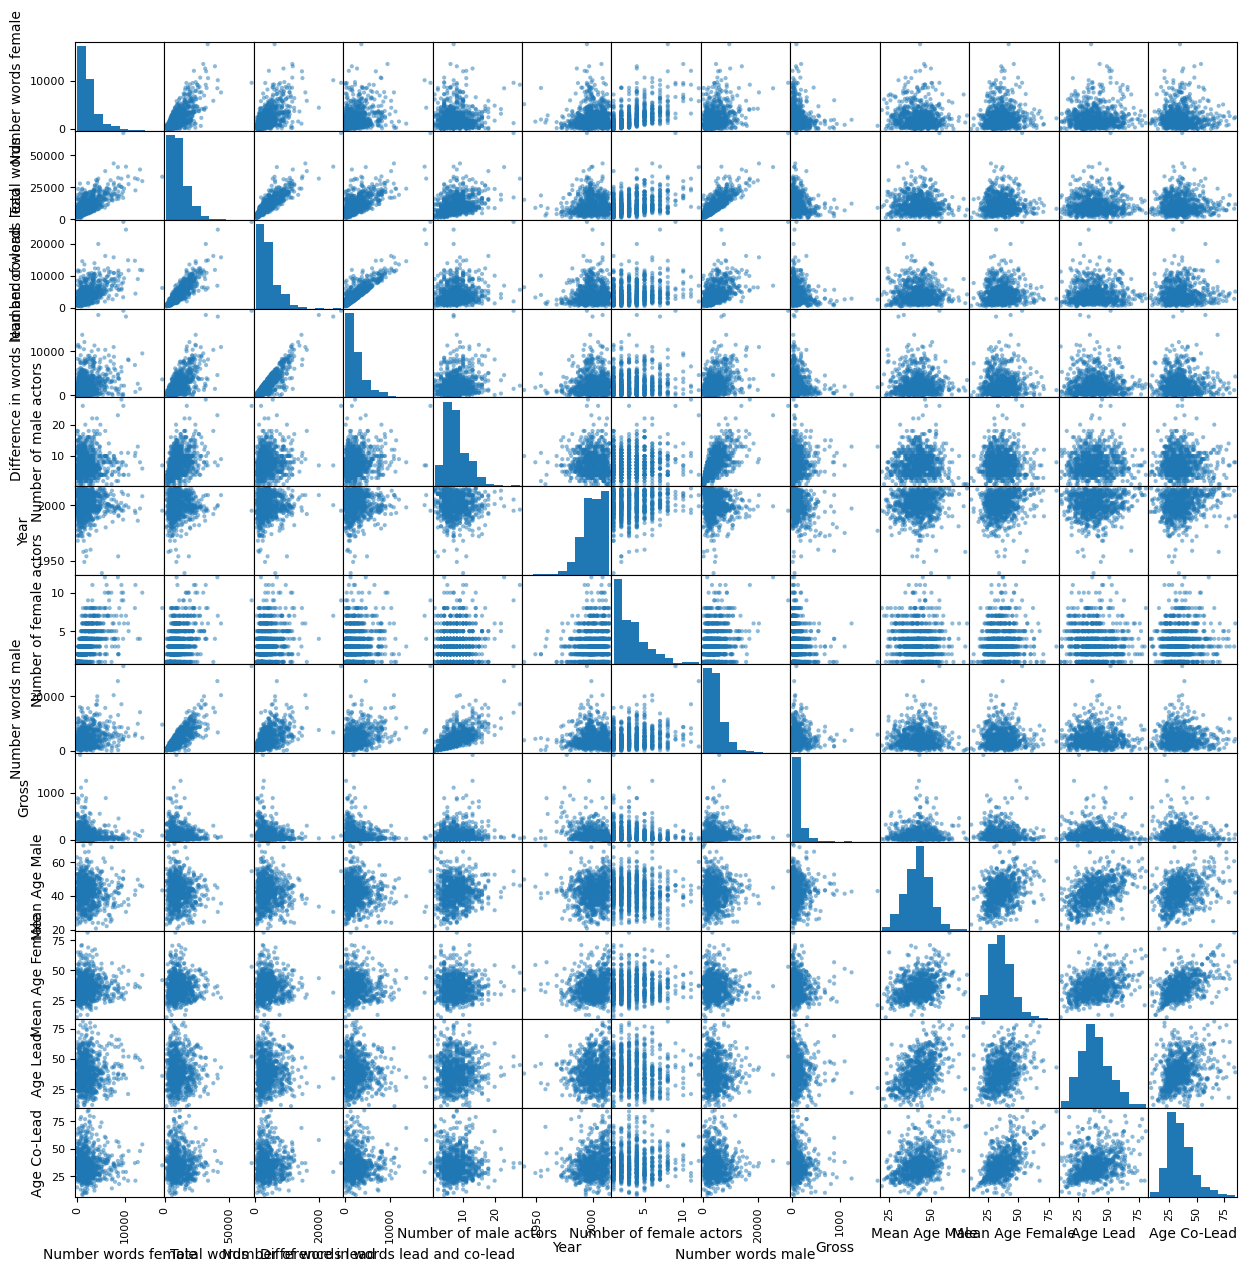 Number words female
10000
0
Total words
50000
25000
0
Number of words lead
20000
10000
0
Difference in words lead and co-lead
10000
0
Number of male actors
20
10
Year
2000
1950
Number of female actors
10
5
Number words male
20000
0
Gross
1000
0
Mean Age Male
60
40
20
Mean Age Female
75
50
25
Age Lead
75
50
25
Age Co-Lead
75
50
25
0 10000 0 50000 0 20000 0 10000 10 20 1950 2000 5 10 0 20000 0 1000 25 50 25 50 75 25 50 75 25 50 75
Number of male actors Number of female actors Mean Age Male Mean Age Female Age Lead Age Co-Lead
Year Gross
Number words female Total words Number of words lead Difference in words lead and co-lead Number words male